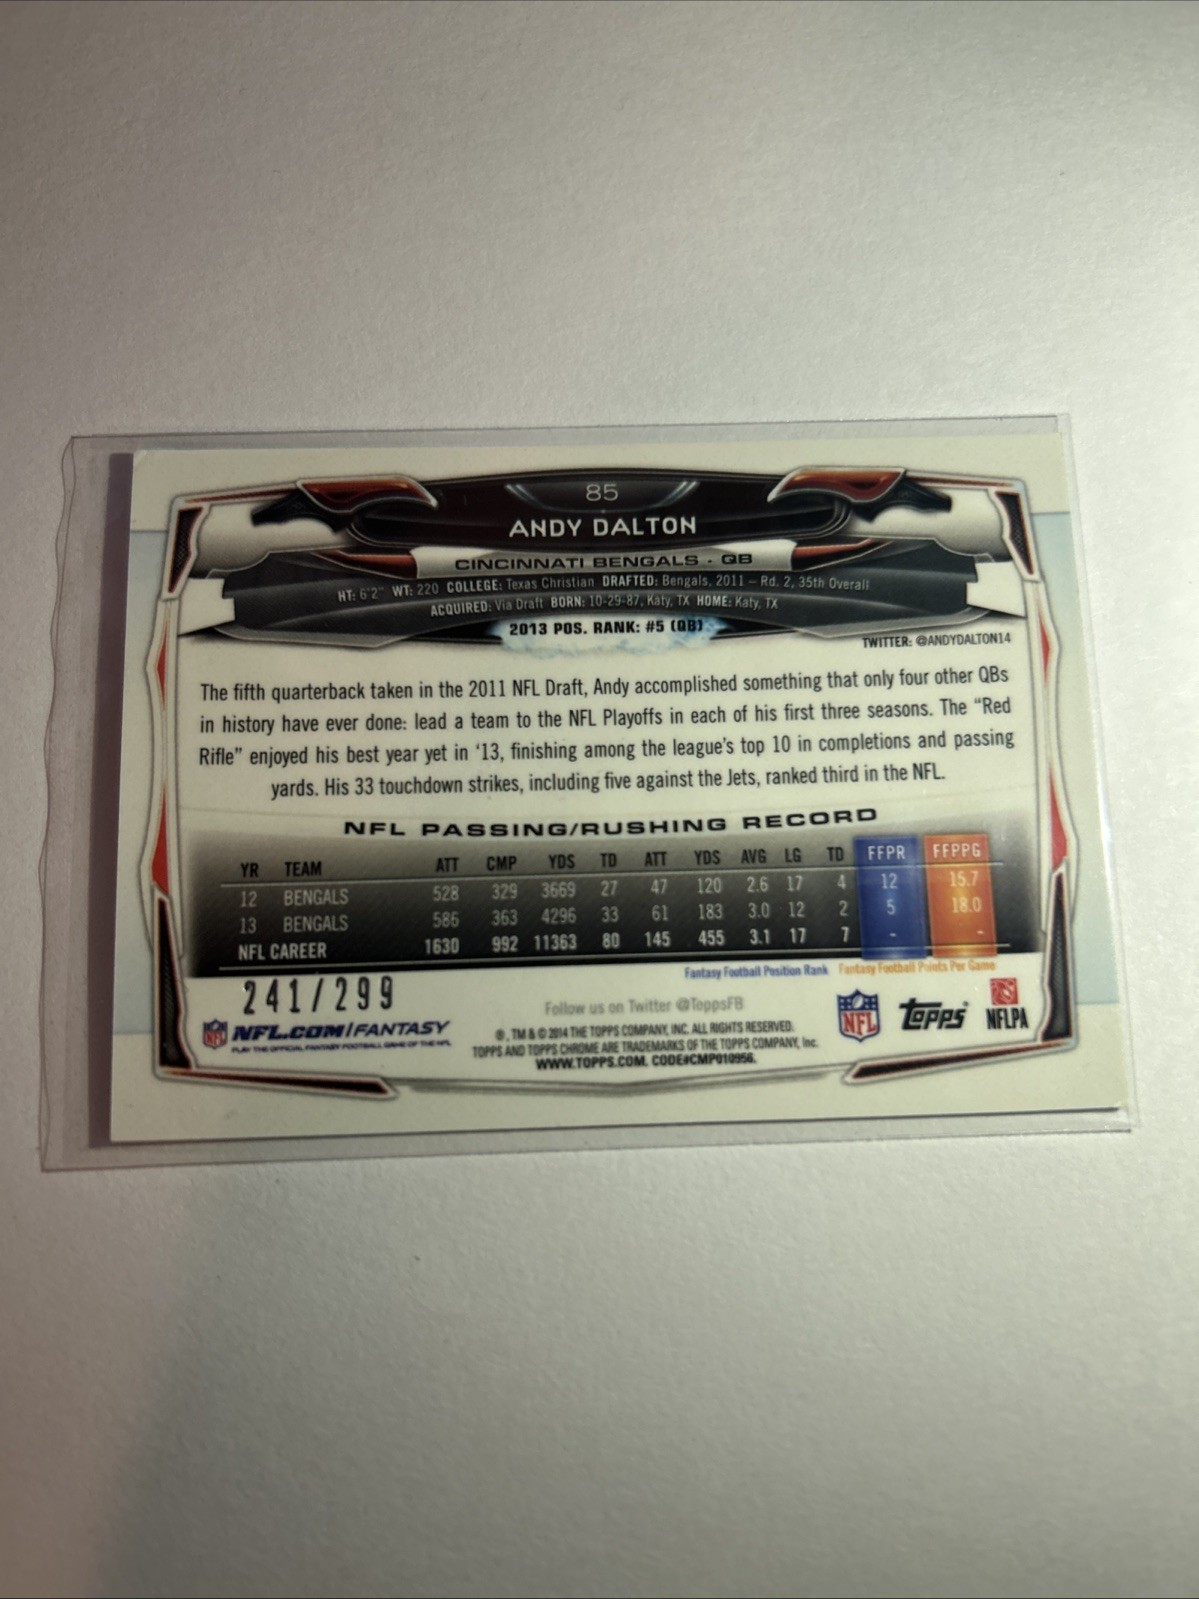 85
ANDY DALTON
CINCINNATI BENGALS - QB
HT: 6'2" WT: 220 COLLEGE: Texas Christian DRAFTED: Bengals, 2011 – Rd. 2, 35th Overall
ACQUIRED: Via Draft BORN: 10-29-87, Katy, TX HOME: Katy, TX
2013 POS. RANK: #5 (QB)
TWITTER: @ANDYDALTON14
The fifth quarterback taken in the 2011 NFL Draft, Andy accomplished something that only four other QBs
in history have ever done: lead a team to the NFL Playoffs in each of his first three seasons. The “Red
Rifle” enjoyed his best year yet in ‘13, finishing among the league’s top 10 in completions and passing
yards. His 33 touchdown strikes, including five against the Jets, ranked third in the NFL.
NFL PASSING/RUSHING RECORD
YR TEAM ATT CMP YDS TD ATT YDS AVG LG TD FFPR FFPPG
12 BENGALS 528 329 3669 27 47 120 2.6 17 4 12 15.7
13 BENGALS 586 363 4296 33 61 183 3.0 12 2 5 18.0
NFL CAREER 1630 992 11363 80 145 455 3.1 17 7 - -
Fantasy Football Position Rank Fantasy Football Points Per Game
241/299
NFL.COM/FANTASY
PLAY THE OFFICIAL FANTASY FOOTBALL GAME OF THE NFL
Follow us on Twitter @ToppsFB
®, TM & © 2014 THE TOPPS COMPANY, INC. ALL RIGHTS RESERVED.
TOPPS AND TOPPS CHROME ARE TRADEMARKS OF THE TOPPS COMPANY, Inc.
WWW.TOPPS.COM. CODE#CMP010956.
NFL
Topps
NFLPA